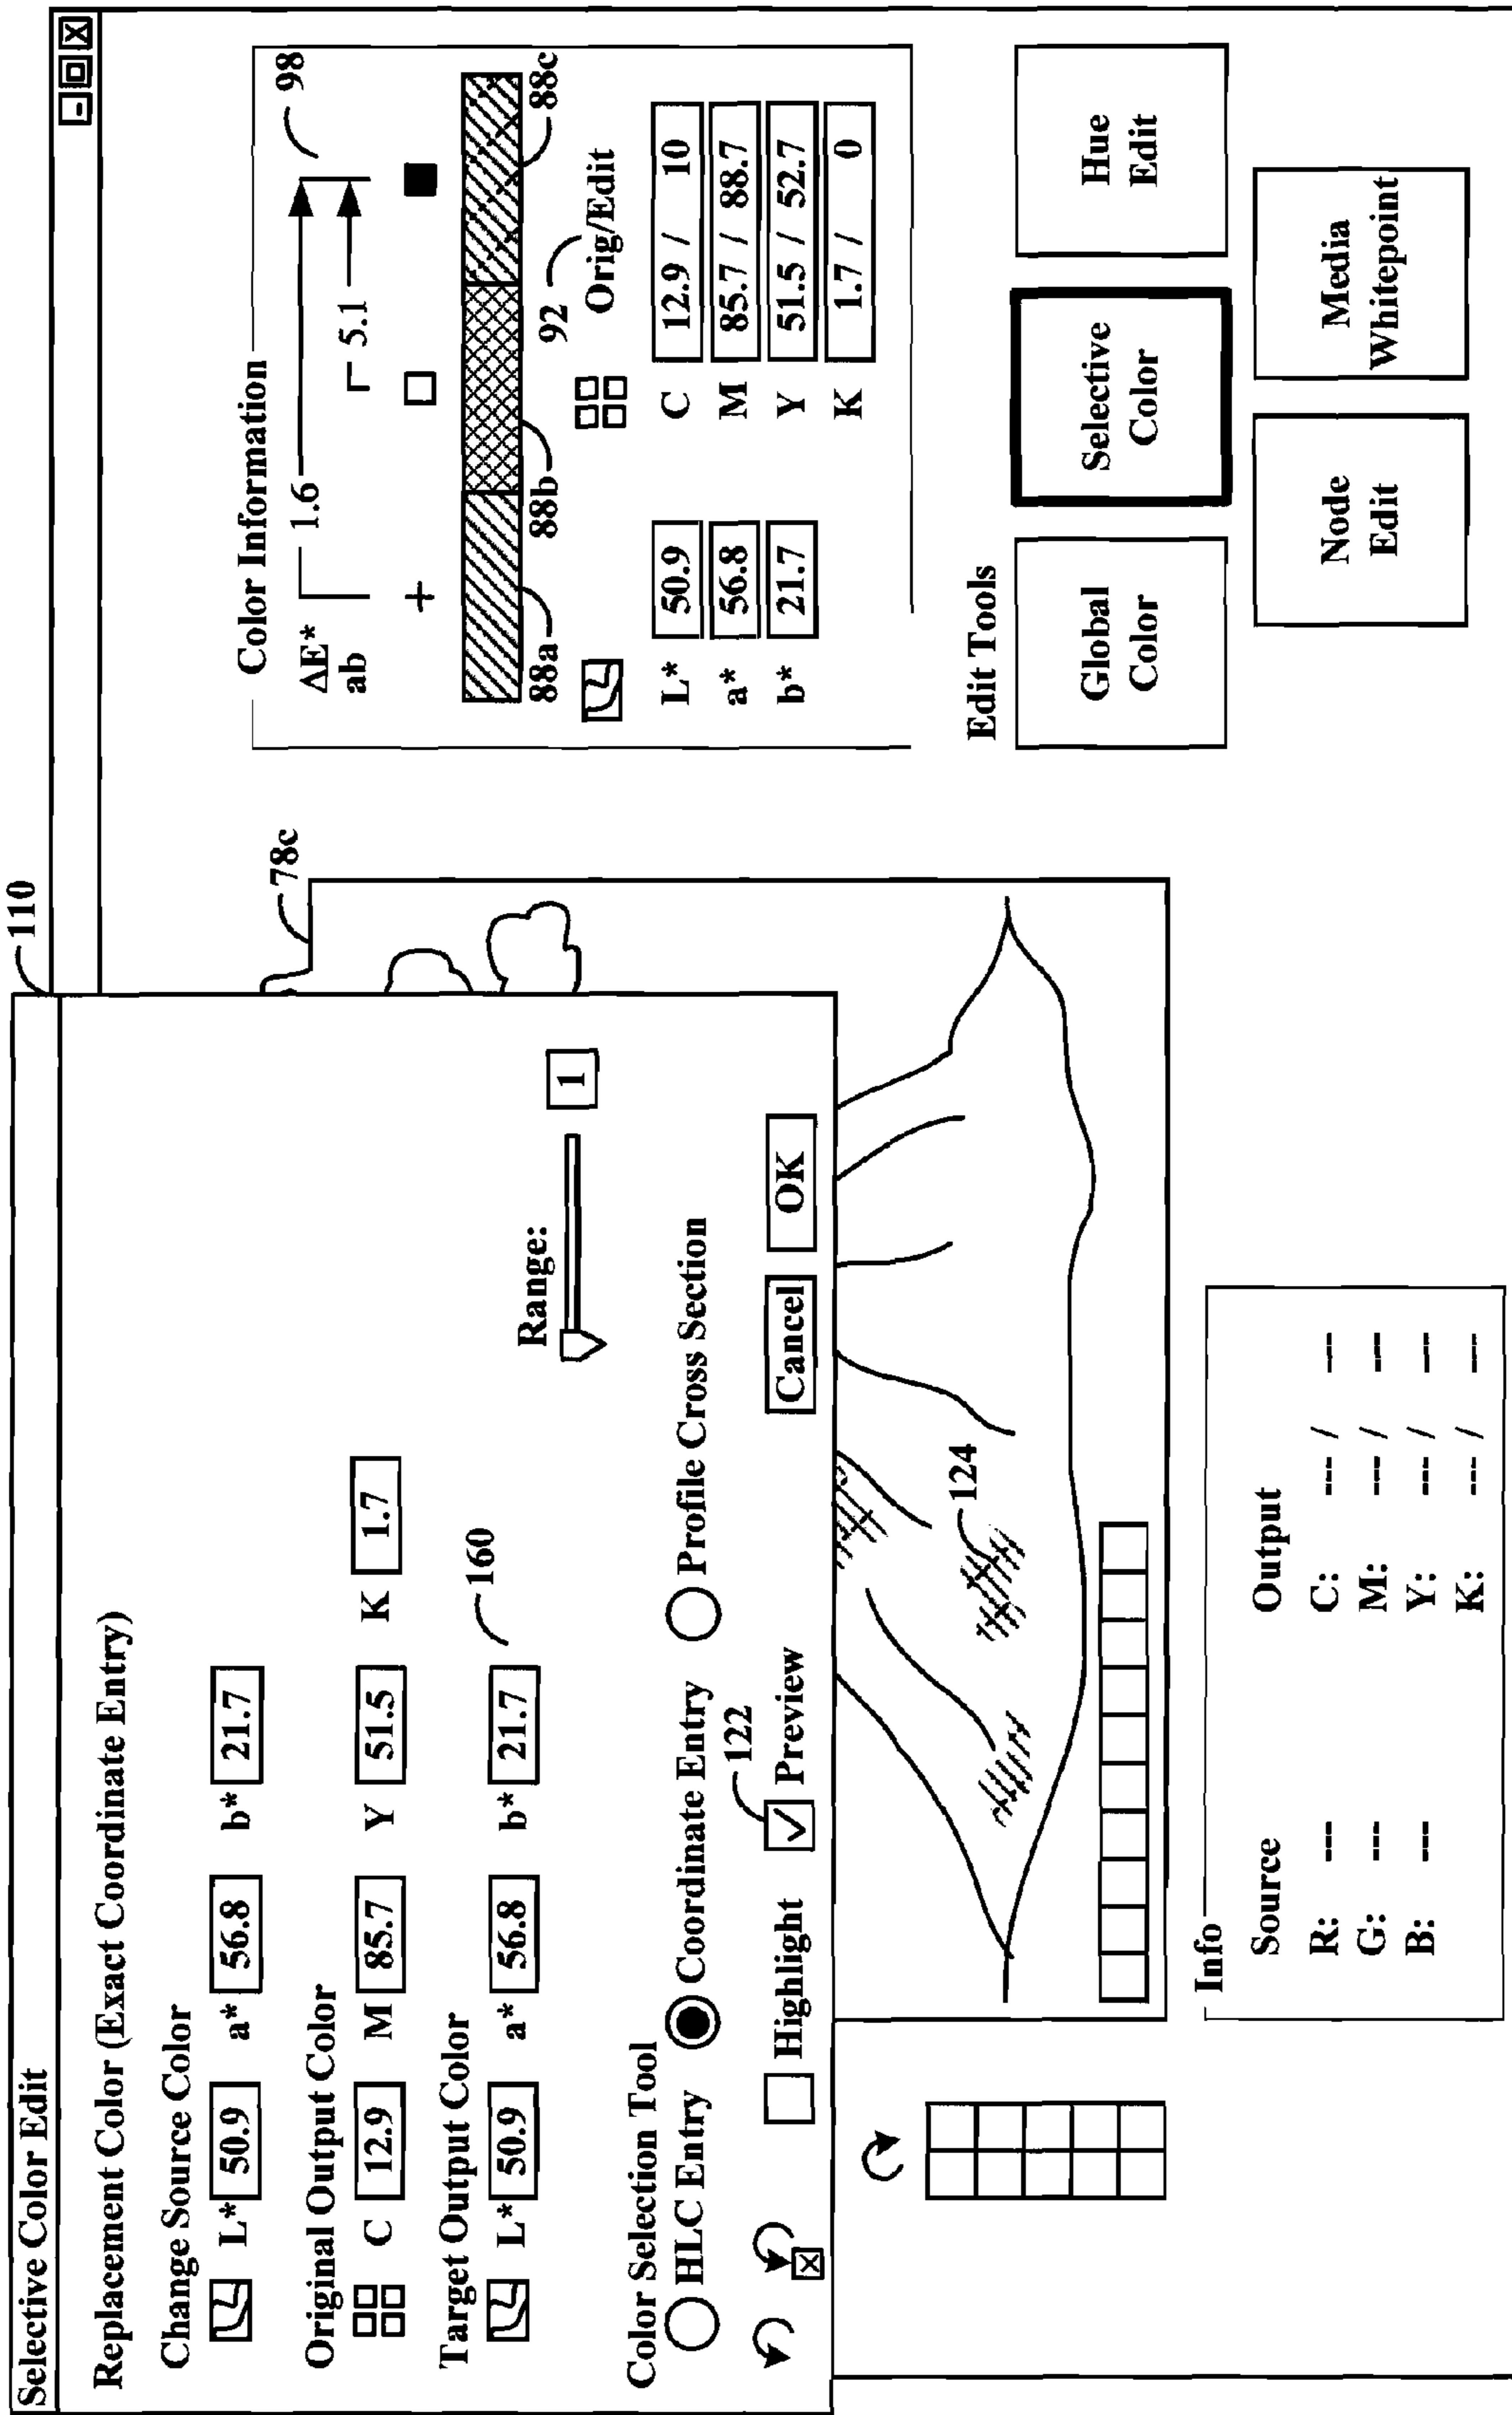 110
Selective Color Edit
Replacement Color (Exact Coordinate Entry)
Change Source Color
L* 50.9 a* 56.8 b* 21.7
Original Output Color
C 12.9 M 85.7 Y 51.5 K 1.7
Target Output Color
L* 50.9 a* 56.8 b* 21.7
160
Range:
1
Color Selection Tool
HLC Entry Coordinate Entry Profile Cross Section
122
Highlight Preview Cancel OK
78c
124
Info
Source Output
R: --- C: --- / ---
G: --- M: --- / ---
B: --- Y: --- / ---
K: --- / ---
Color Information
98
ΔE*
ab
1.6
5.1
88a 88b 88c
92
Orig/Edit
L* 50.9 C 12.9 / 10
a* 56.8 M 85.7 / 88.7
b* 21.7 Y 51.5 / 52.7
K 1.7 / 0
Edit Tools
Global
Color
Selective
Color
Hue
Edit
Node
Edit
Media
Whitepoint